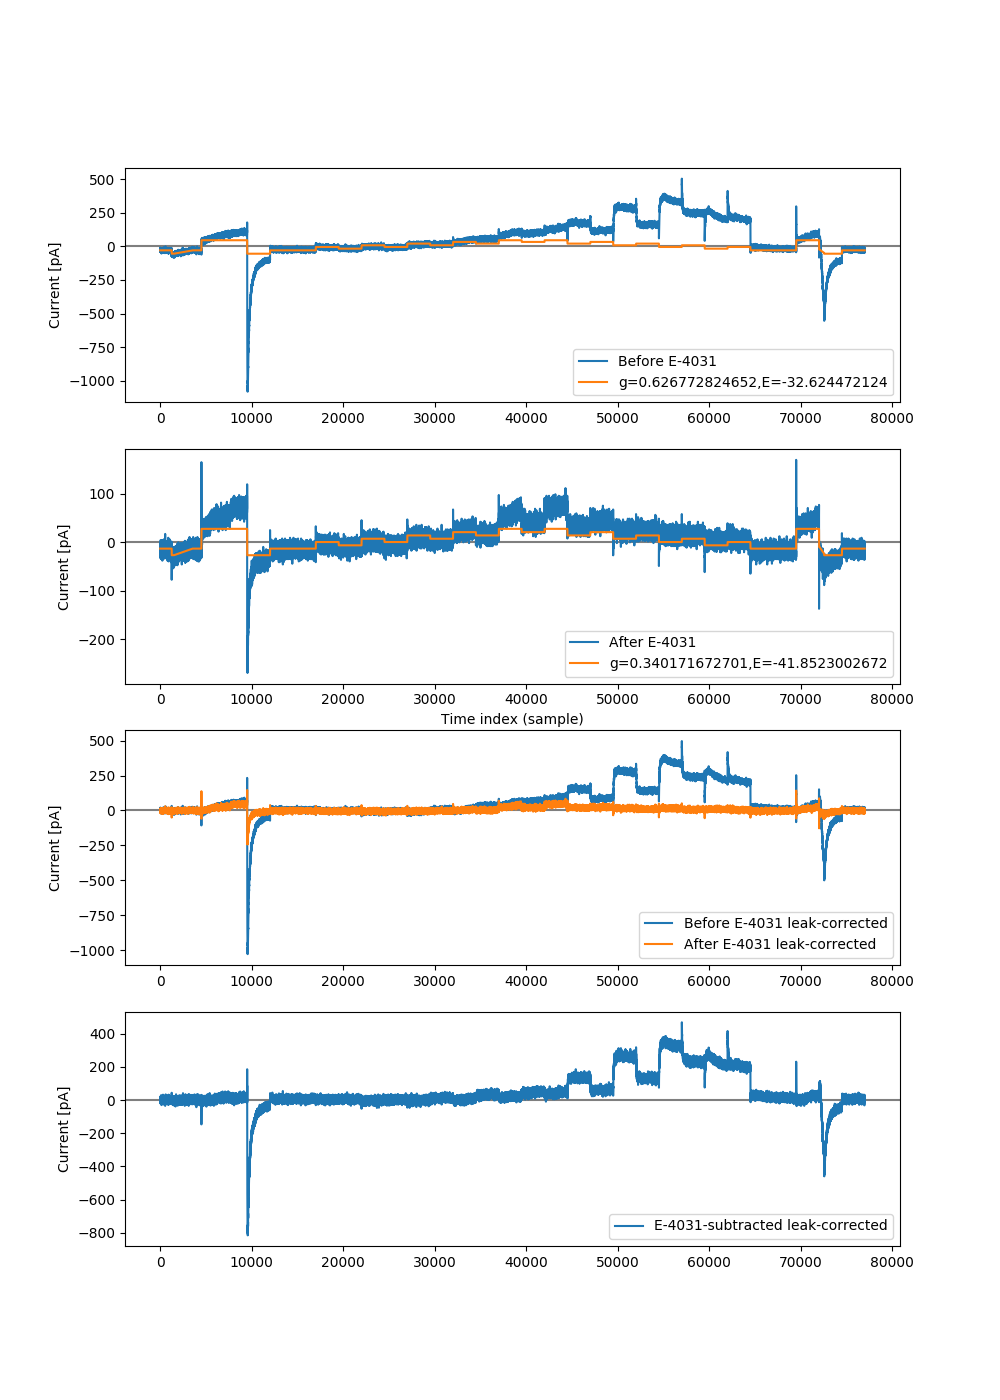 500
250
0
−250
−500
−750
−1000
Current [pA]
Before E-4031
g=0.626772824652,E=-32.624472124
0 10000 20000 30000 40000 50000 60000 70000 80000
100
0
−100
−200
Current [pA]
After E-4031
g=0.340171672701,E=-41.8523002672
0 10000 20000 30000 40000 50000 60000 70000 80000
Time index (sample)
500
250
0
−250
−500
−750
−1000
Current [pA]
Before E-4031 leak-corrected
After E-4031 leak-corrected
0 10000 20000 30000 40000 50000 60000 70000 80000
400
200
0
−200
−400
−600
−800
Current [pA]
E-4031-subtracted leak-corrected
0 10000 20000 30000 40000 50000 60000 70000 80000